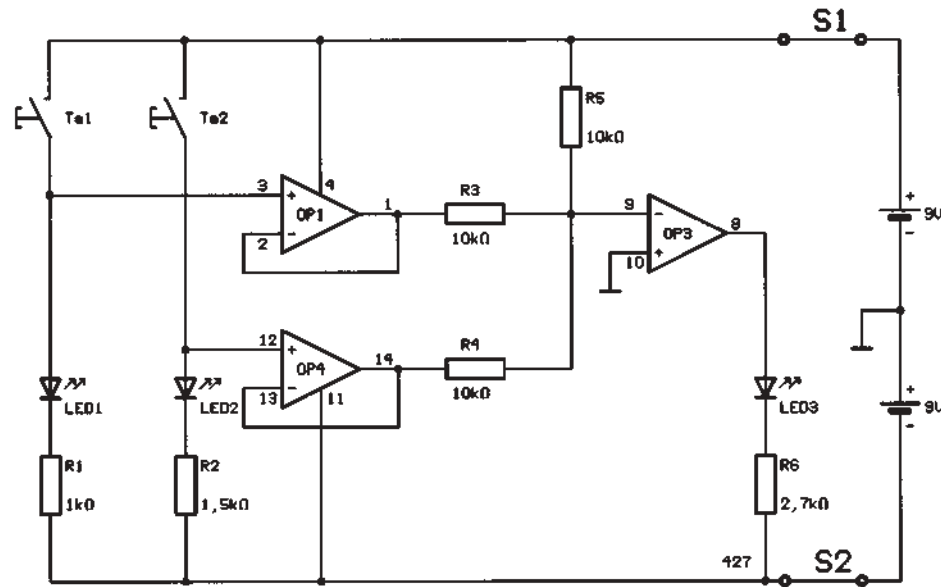 S1
Ta1
Ta2
R5
10kΩ
3
4
OP1
1
2
R3
10kΩ
9
OP3
8
10
+
9V
-
12
OP4
14
13
11
R4
10kΩ
LED1
LED2
LED3
+
9V
-
R1
1kΩ
R2
1,5kΩ
R6
2,7kΩ
427
S2